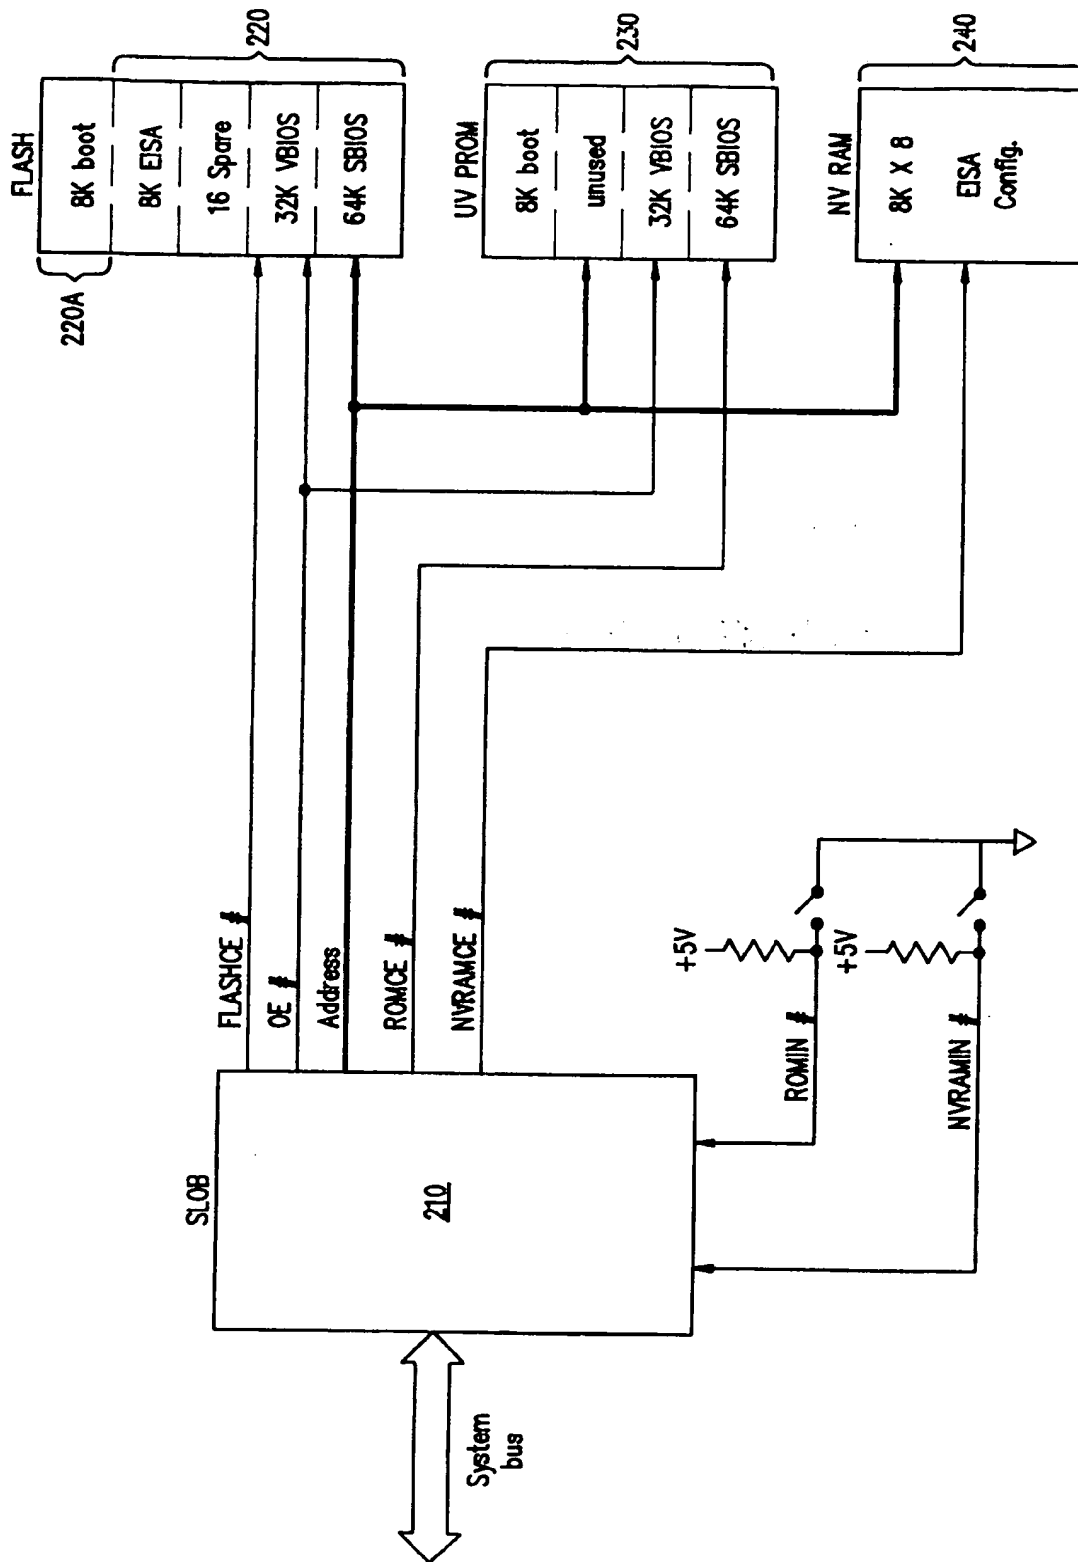 FLASH
8K boot
8K EISA
16 Spare
32K VBIOS
64K SBIOS
220A
220
UV PROM
8K boot
unused
32K VBIOS
64K SBIOS
230
NV RAM
8K X 8
EISA
Config.
240
FLASHCE #
OE #
Address
ROMCE #
NVRAMCE #
SLOB
210
System
bus
+5V
ROMIN #
+5V
NVRAMIN #